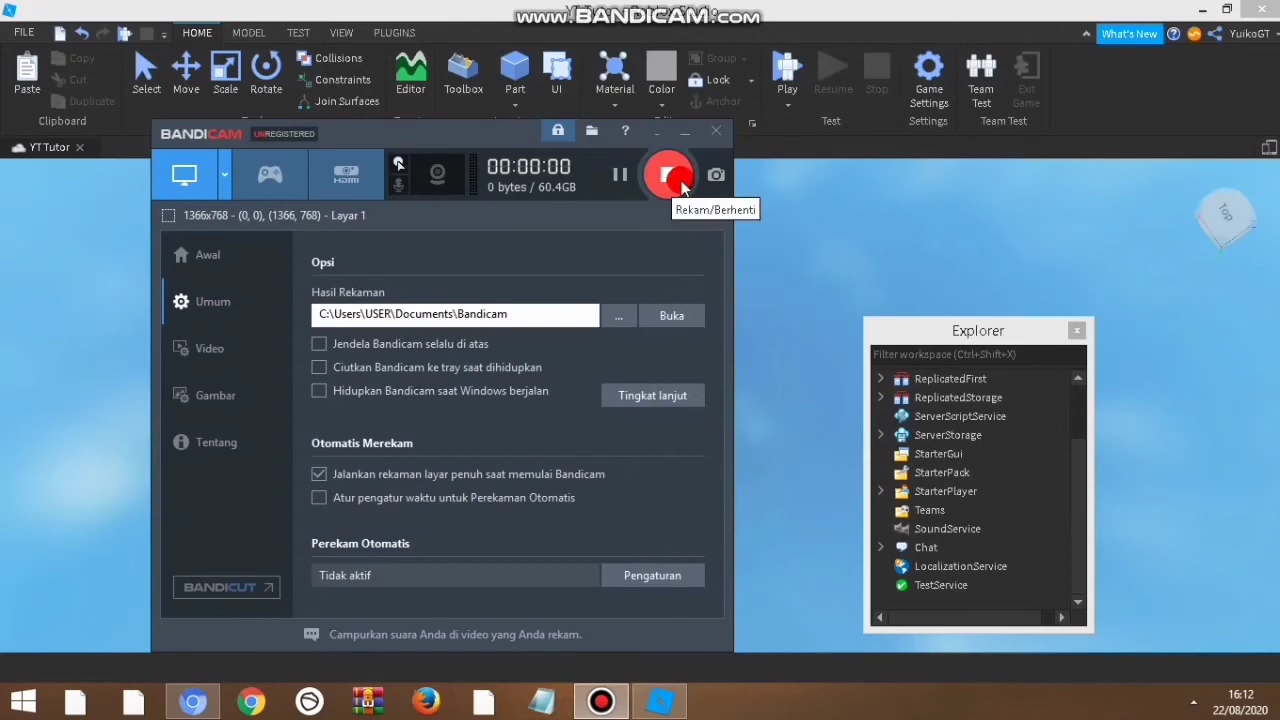 www.BANDICAM.com
FILE
HOME
MODEL
TEST
VIEW
PLUGINS
What's New
YuikoGT
Paste
Copy
Cut
Duplicate
Clipboard
Select
Move
Scale
Rotate
Collisions
Constraints
Join Surfaces
Editor
Toolbox
Part
UI
Material
Color
Group
Lock
Anchor
Play
Resume
Stop
Test
Game
Settings
Settings
Team
Test
Exit
Game
Team Test
YT Tutor
BANDICAM UNREGISTERED
HDMI
00:00:00
0 bytes / 60.4GB
Rekam/Berhenti
1366x768 - (0, 0), (1366, 768) - Layar 1
Awal
Umum
Video
Gambar
Tentang
BANDICUT
Opsi
Hasil Rekaman
C:\Users\USER\Documents\Bandicam
...
Buka
Jendela Bandicam selalu di atas
Ciutkan Bandicam ke tray saat dihidupkan
Hidupkan Bandicam saat Windows berjalan
Tingkat lanjut
Otomatis Merekam
Jalankan rekaman layar penuh saat memulai Bandicam
Atur pengatur waktu untuk Perekaman Otomatis
Perekam Otomatis
Tidak aktif
Pengaturan
Campurkan suara Anda di video yang Anda rekam.
TOP
Explorer
Filter workspace (Ctrl+Shift+X)
ReplicatedFirst
ReplicatedStorage
ServerScriptService
ServerStorage
StarterGui
StarterPack
StarterPlayer
Teams
SoundService
Chat
LocalizationService
TestService
16:12
22/08/2020